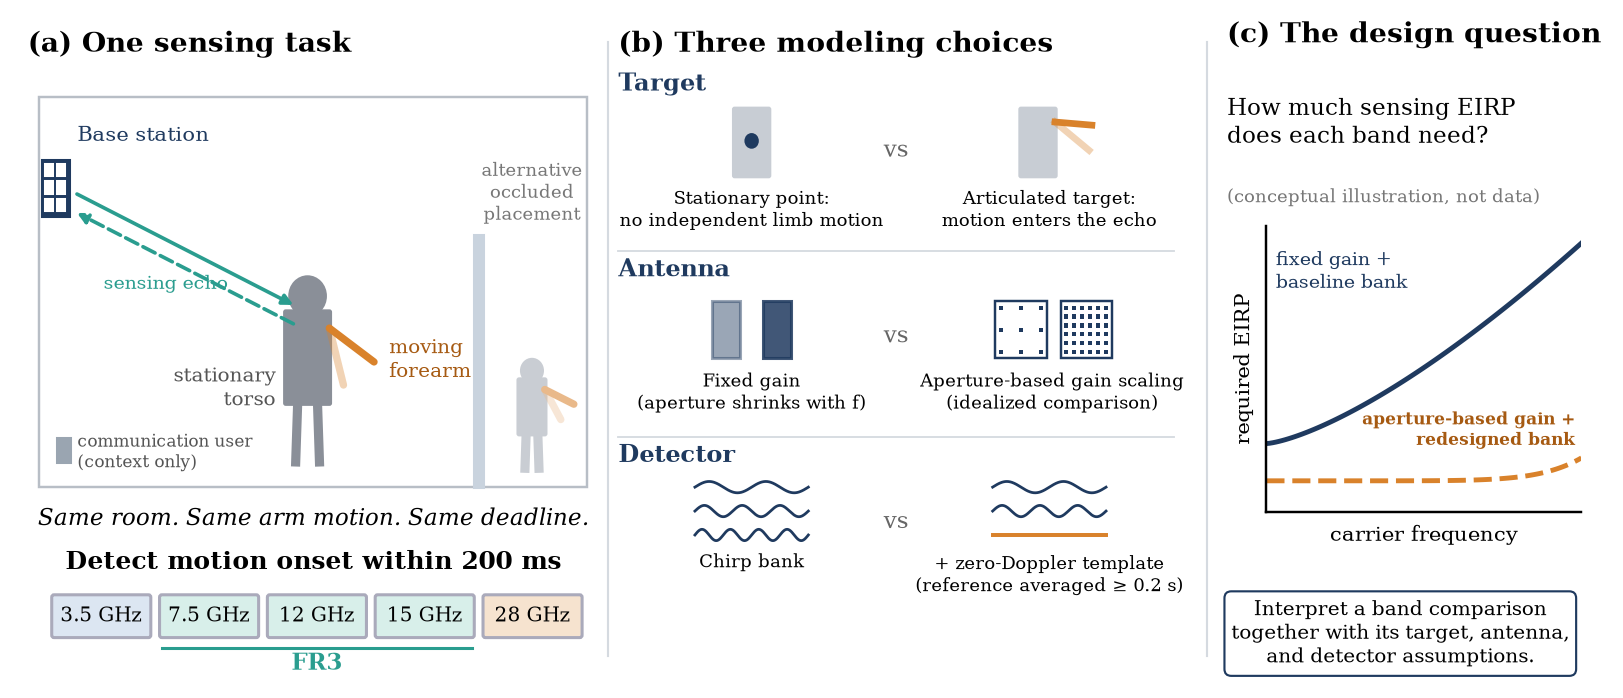 (a) One sensing task
Base station
alternative
occluded
placement
sensing echo
moving
forearm
stationary
torso
communication user
(context only)
Same room. Same arm motion. Same deadline.
Detect motion onset within 200 ms
3.5 GHz
7.5 GHz
12 GHz
15 GHz
28 GHz
FR3
(b) Three modeling choices
Target
vs
Stationary point:
no independent limb motion
Articulated target:
motion enters the echo
Antenna
vs
Fixed gain
(aperture shrinks with f)
Aperture-based gain scaling
(idealized comparison)
Detector
vs
Chirp bank
+ zero-Doppler template
(reference averaged ≥ 0.2 s)
(c) The design question
How much sensing EIRP
does each band need?
(conceptual illustration, not data)
fixed gain +
baseline bank
required EIRP
aperture-based gain +
redesigned bank
carrier frequency
Interpret a band comparison
together with its target, antenna,
and detector assumptions.